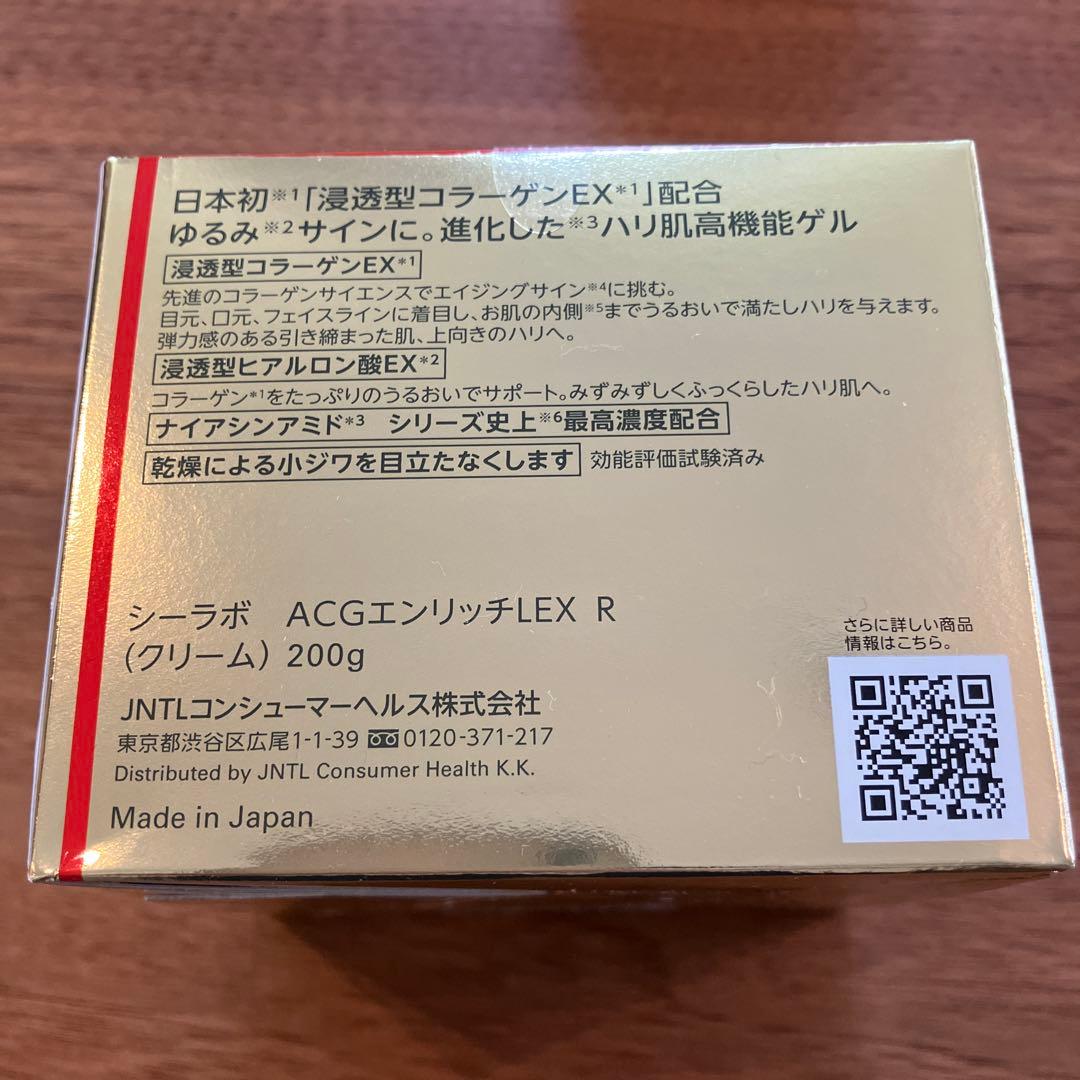 日本初※1「浸透型コラーゲンEX*1」配合
ゆるみ※2サインに。進化した※3ハリ肌高機能ゲル
浸透型コラーゲンEX*1
先進のコラーゲンサイエンスでエイジングサイン※4に挑む。
目元、口元、フェイスラインに着目し、お肌の内側※5までうるおいで満たしハリを与えます。
弾力感のある引き締まった肌、上向きのハリへ。
浸透型ヒアルロン酸EX*2
コラーゲン*1をたっぷりのうるおいでサポート。みずみずしくふっくらしたハリ肌へ。
ナイアシンアミド*3 シリーズ史上※6最高濃度配合
乾燥による小ジワを目立たなくします 効能評価試験済み
シーラボ ACGエンリッチLEX R
(クリーム) 200g
さらに詳しい商品
情報はこちら。
JNTLコンシューマーヘルス株式会社
東京都渋谷区広尾1-1-39 0120-371-217
Distributed by JNTL Consumer Health K.K.
Made in Japan